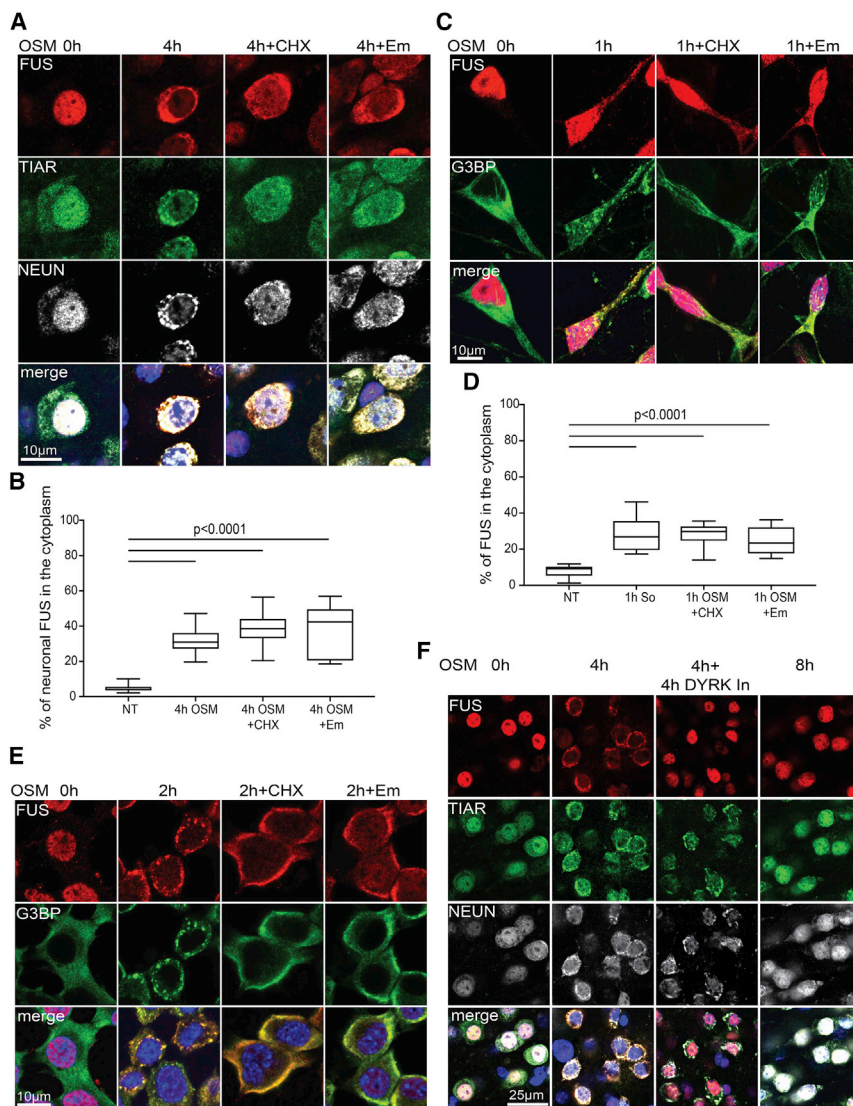 A
OSM 0h 4h 4h+CHX 4h+Em
FUS
TIAR
NEUN
merge
10μm
B
% of neuronal FUS in the cytoplasm
100
80
60
40
20
0
p<0.0001
NT 4h OSM 4h OSM 4h OSM
+CHX +Em
C
OSM 0h 1h 1h+CHX 1h+Em
FUS
G3BP
merge
10μm
D
% of FUS in the cytoplasm
100
80
60
40
20
0
p<0.0001
NT 1h So 1h OSM 1h OSM
+CHX +Em
E
OSM 0h 2h 2h+CHX 2h+Em
FUS
G3BP
merge
10μm
F
OSM 0h 4h 4h+ 8h
4h DYRK In
FUS
TIAR
NEUN
merge
25μm